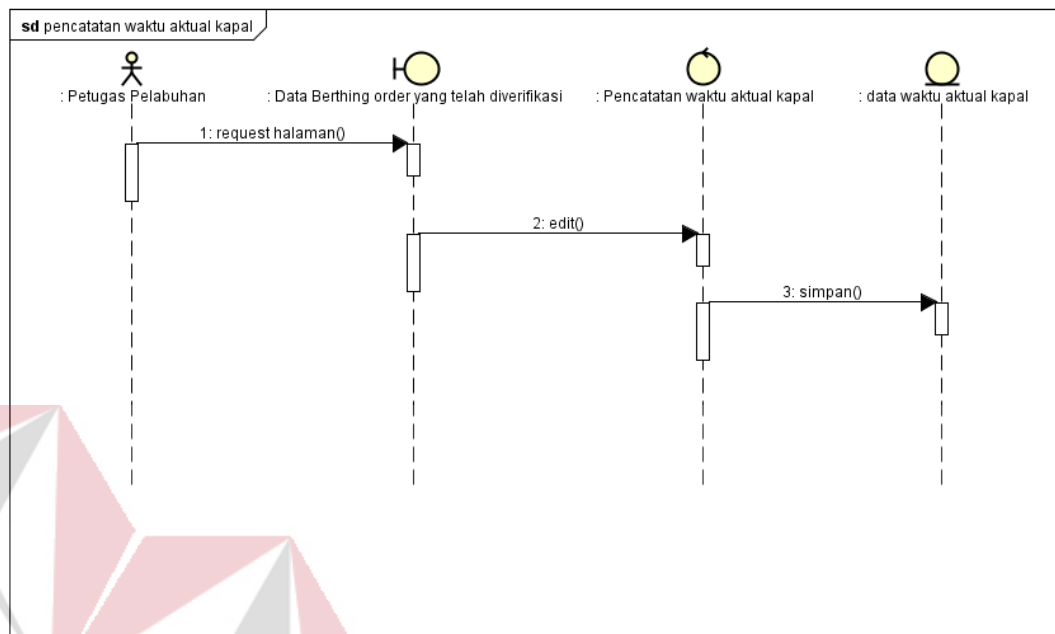 sd pencatatan waktu aktual kapal
: Petugas Pelabuhan
: Data Berthing order yang telah diverifikasi
: Pencatatan waktu aktual kapal
: data waktu aktual kapal
1: request halaman()
2: edit()
3: simpan()